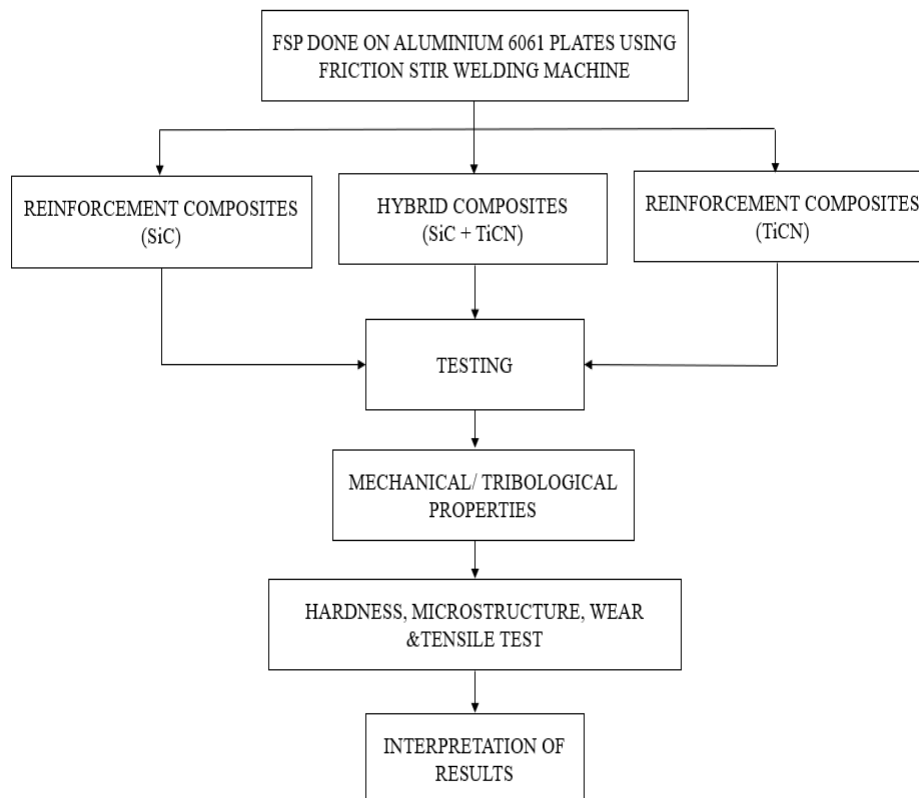 FSP DONE ON ALUMINIUM 6061 PLATES USING
FRICTION STIR WELDING MACHINE
REINFORCEMENT COMPOSITES
(SiC)
HYBRID COMPOSITES
(SiC + TiCN)
REINFORCEMENT COMPOSITES
(TiCN)
TESTING
MECHANICAL/ TRIBOLOGICAL
PROPERTIES
HARDNESS, MICROSTRUCTURE, WEAR
&TENSILE TEST
INTERPRETATION OF
RESULTS